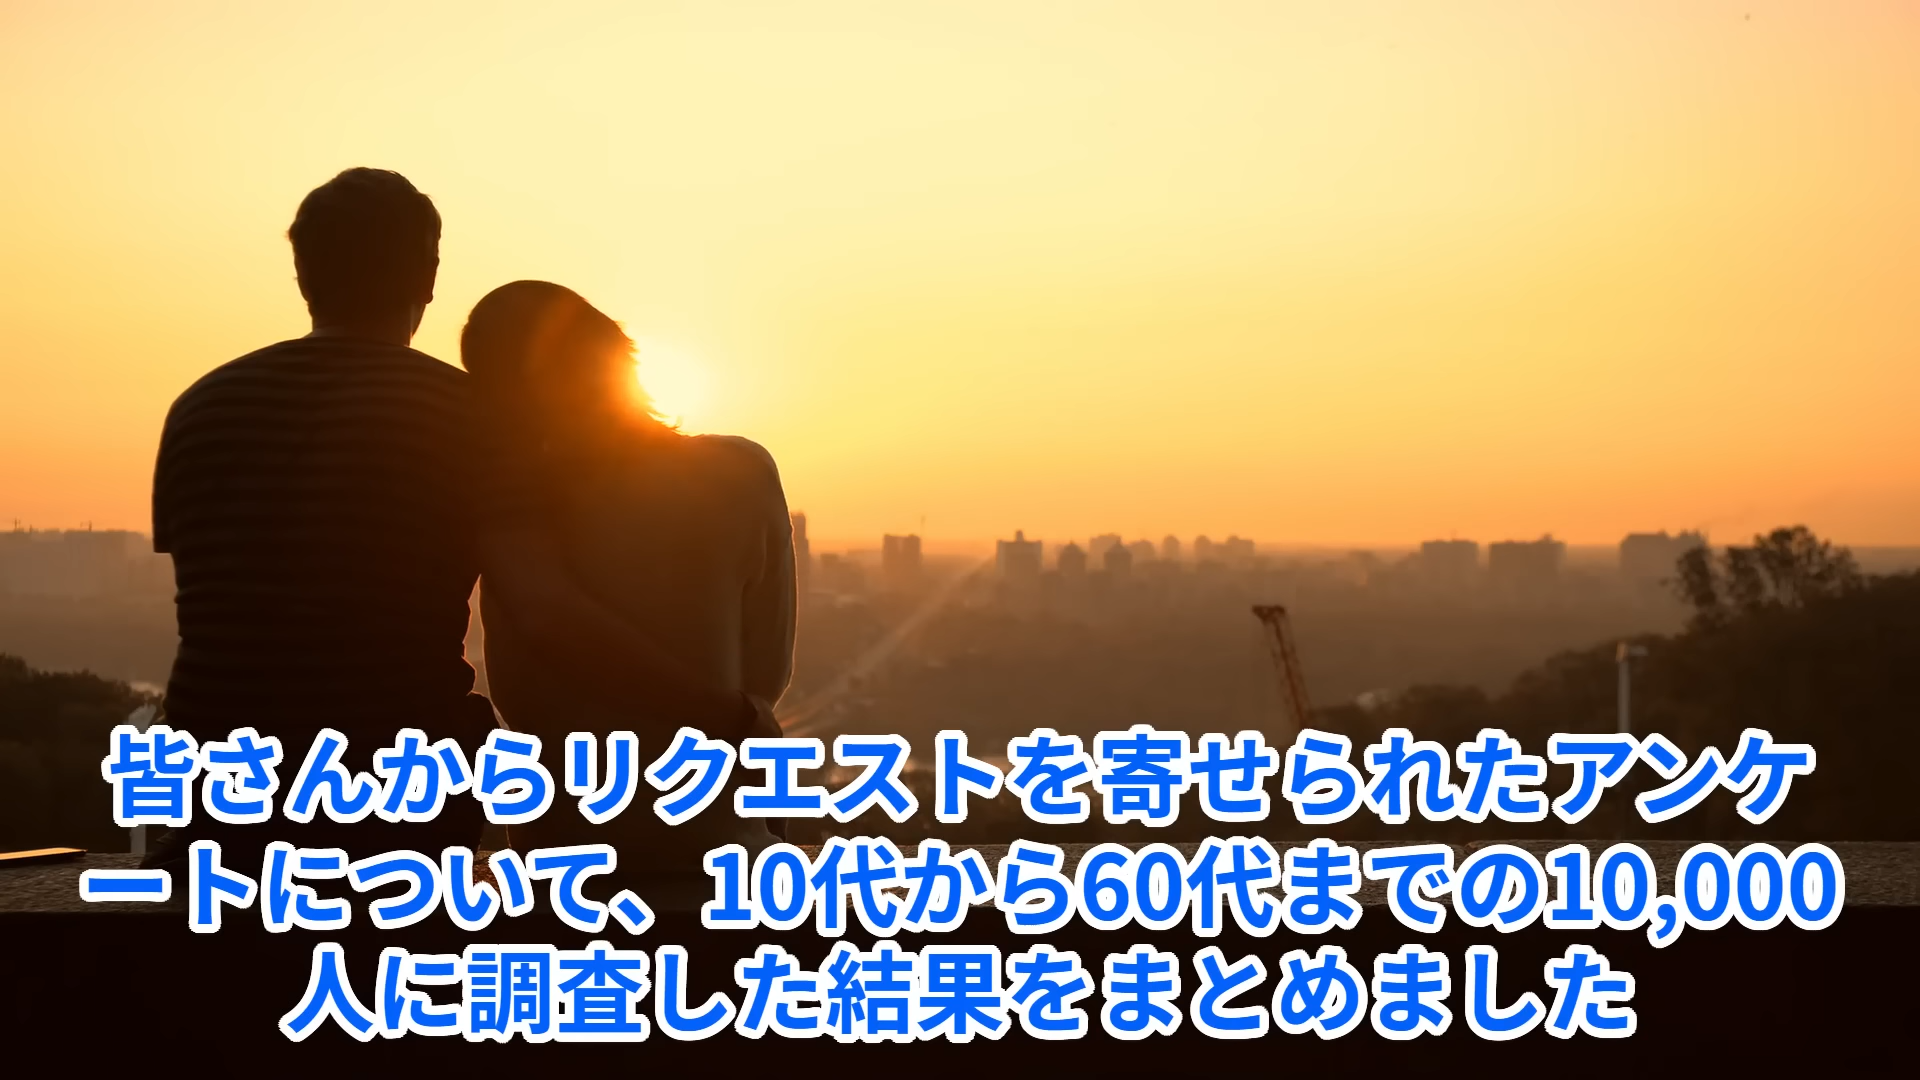 皆さんからリクエストを寄せられたアンケ
ートについて、10代から60代までの10,000
人に調査した結果をまとめました